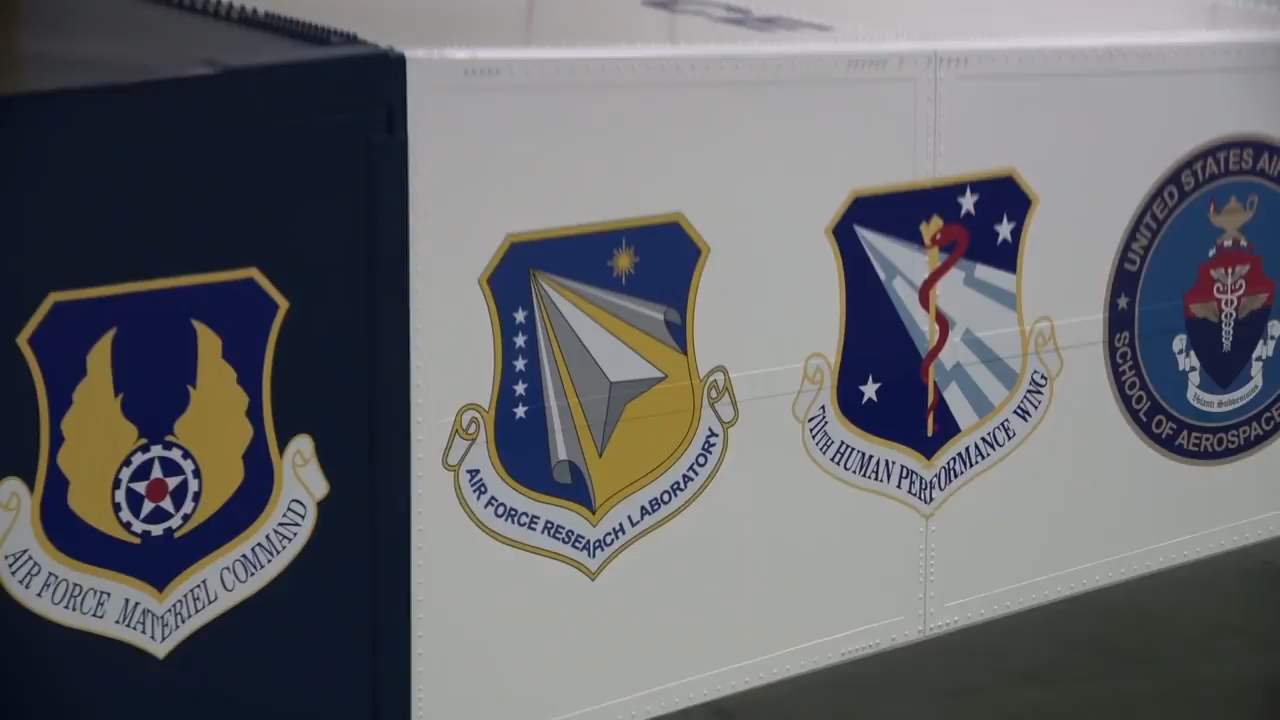 AIR FORCE MATERIEL COMMAND
AIR FORCE RESEARCH LABORATORY
711TH HUMAN PERFORMANCE WING
UNITED STATES AI
SCHOOL OF AEROSPACE